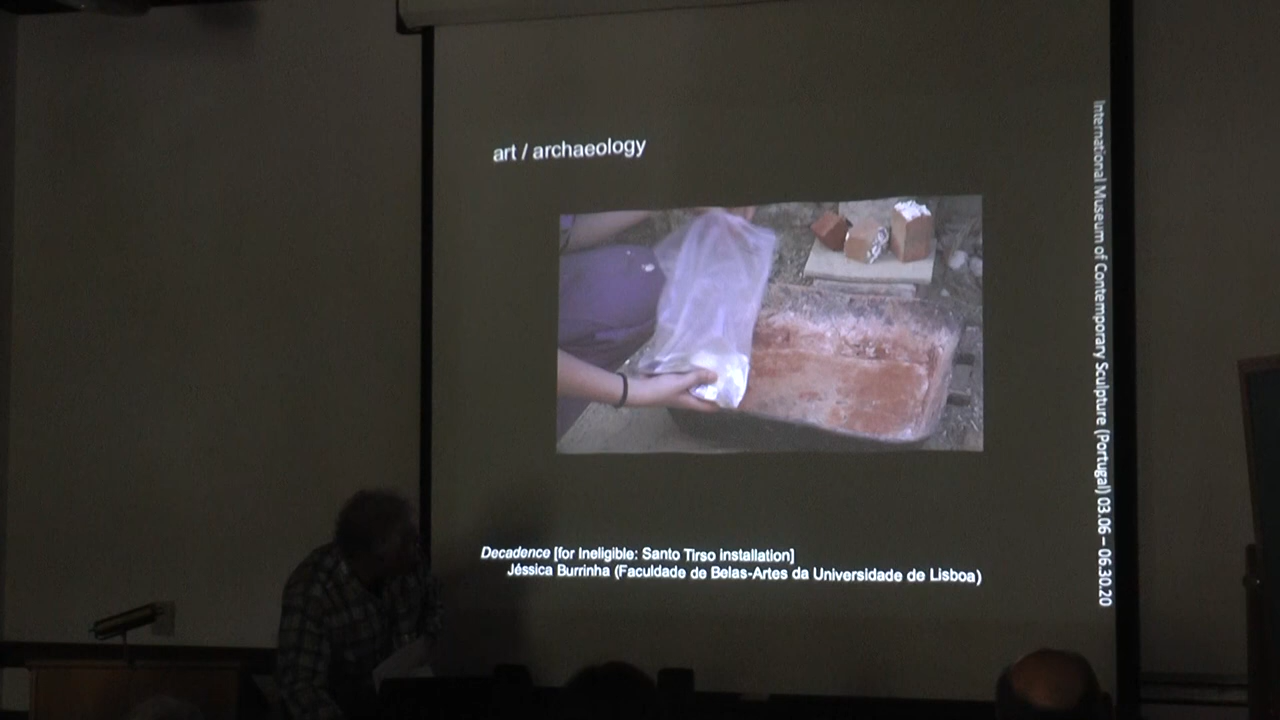 art / archaeology
Decadence [for Ineligible: Santo Tirso installation]
Jéssica Burrinha (Faculdade de Belas-Artes da Universidade de Lisboa)
International Museum of Contemporary Sculpture (Portugal) 03.06 – 06.30.20